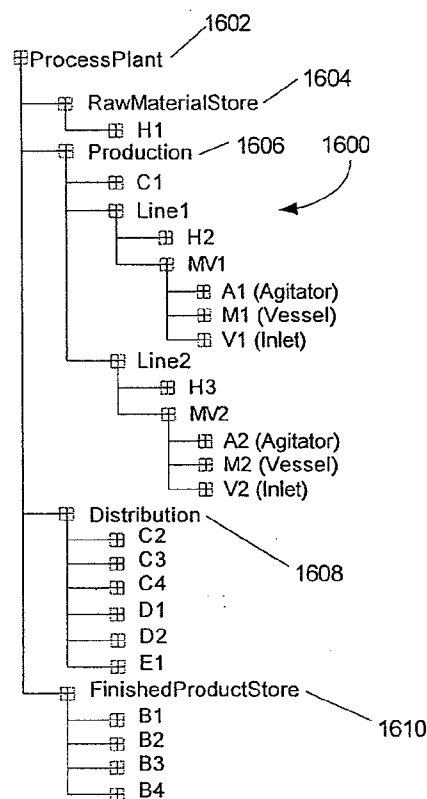 1602
ProcessPlant
1604
RawMaterialStore
H1
Production
1606
1600
C1
Line1
H2
MV1
A1 (Agitator)
M1 (Vessel)
V1 (Inlet)
Line2
H3
MV2
A2 (Agitator)
M2 (Vessel)
V2 (Inlet)
Distribution
C2
C3
1608
C4
D1
D2
E1
FinishedProductStore
1610
B1
B2
B3
B4